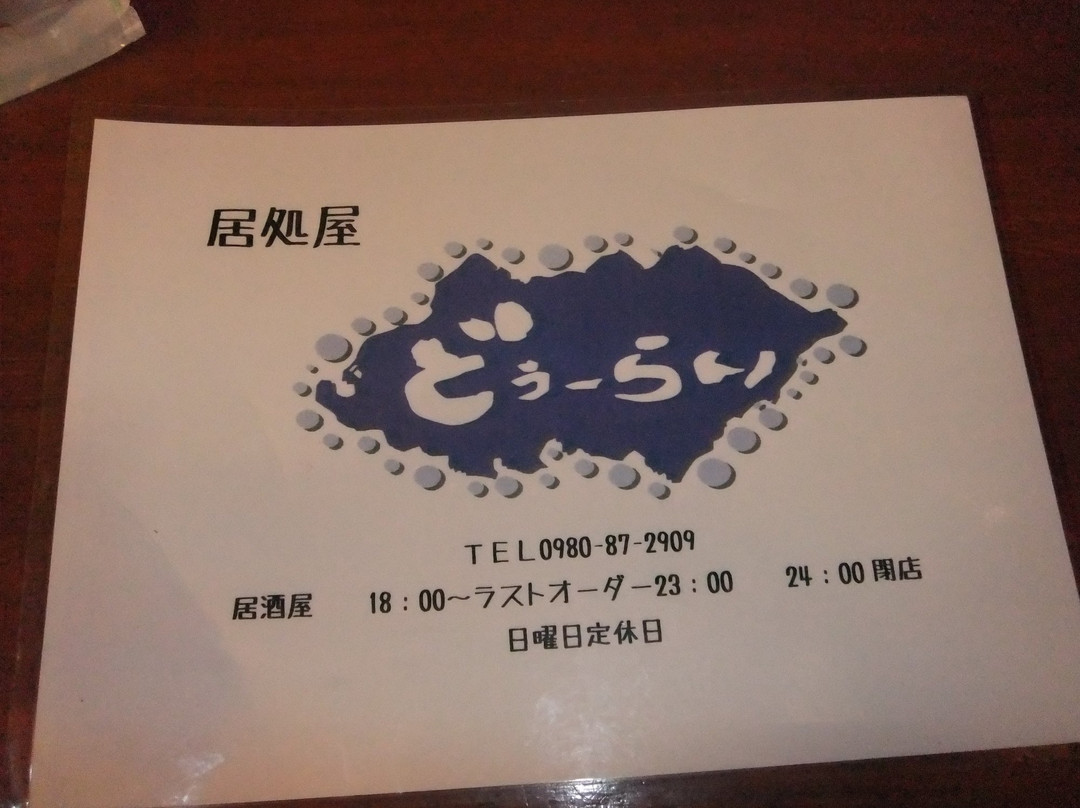 居処屋
どぅーらい
TEL0980-87-2909
居酒屋 18:00～ラストオーダー23:00 24:00閉店
日曜日定休日